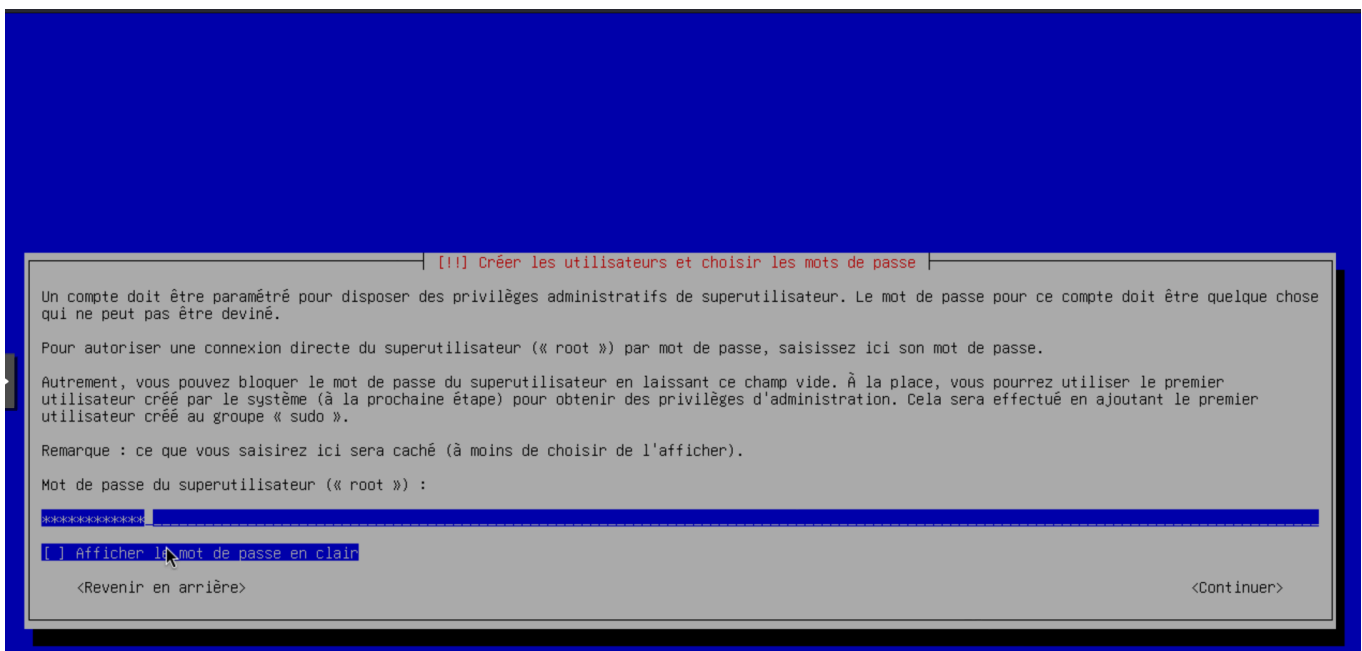 [!!] Créer les utilisateurs et choisir les mots de passe
Un compte doit être paramétré pour disposer des privilèges administratifs de superutilisateur. Le mot de passe pour ce compte doit être quelque chose
qui ne peut pas être deviné.
Pour autoriser une connexion directe du superutilisateur (« root ») par mot de passe, saisissez ici son mot de passe.
Autrement, vous pouvez bloquer le mot de passe du superutilisateur en laissant ce champ vide. À la place, vous pourrez utiliser le premier
utilisateur créé par le système (à la prochaine étape) pour obtenir des privilèges d'administration. Cela sera effectué en ajoutant le premier
utilisateur créé au groupe « sudo ».
Remarque : ce que vous saisirez ici sera caché (à moins de choisir de l'afficher).
Mot de passe du superutilisateur (« root ») :
************
[ ] Afficher le mot de passe en clair
<Revenir en arrière> <Continuer>